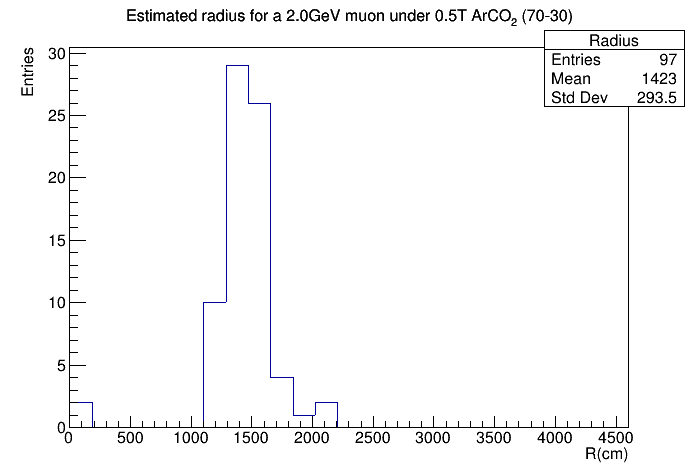 Estimated radius for a 2.0GeV muon under 0.5T ArCO₂ (70-30)
Radius
Entries 97
Mean 1423
Std Dev 293.5
Entries
30
25
20
15
10
5
0
0 500 1000 1500 2000 2500 3000 3500 4000 4500
R(cm)